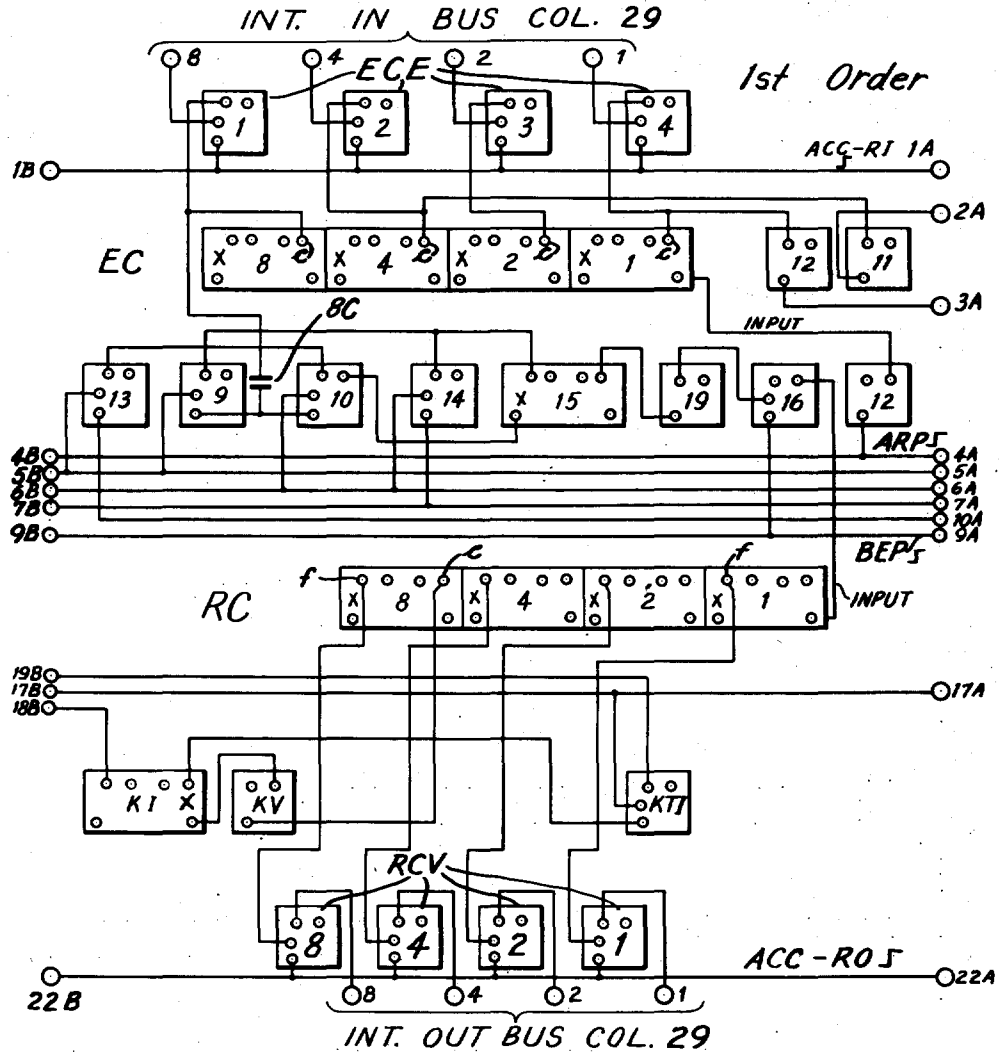 INT. IN BUS COL. 29
8 4 2 1
ECE
1st Order
1 2 3 4
ACC-RI 1A
1B
2A
EC
X 8 X 4 X 2 X 1
c c c c
12 11
3A
8C
INPUT
13 9 10 14 X 15 19 16 12
ARP
4B 4A
5B 5A
6B 6A
7B 7A
10A
9B 9A
BEP
f c f
RC
X 8 X 4 X 2 X 1
INPUT
19B
17B 17A
18B
KI X KV KTI
RCV
8 4 2 1
ACC-RO
22B 22A
8 4 2 1
INT. OUT BUS COL. 29